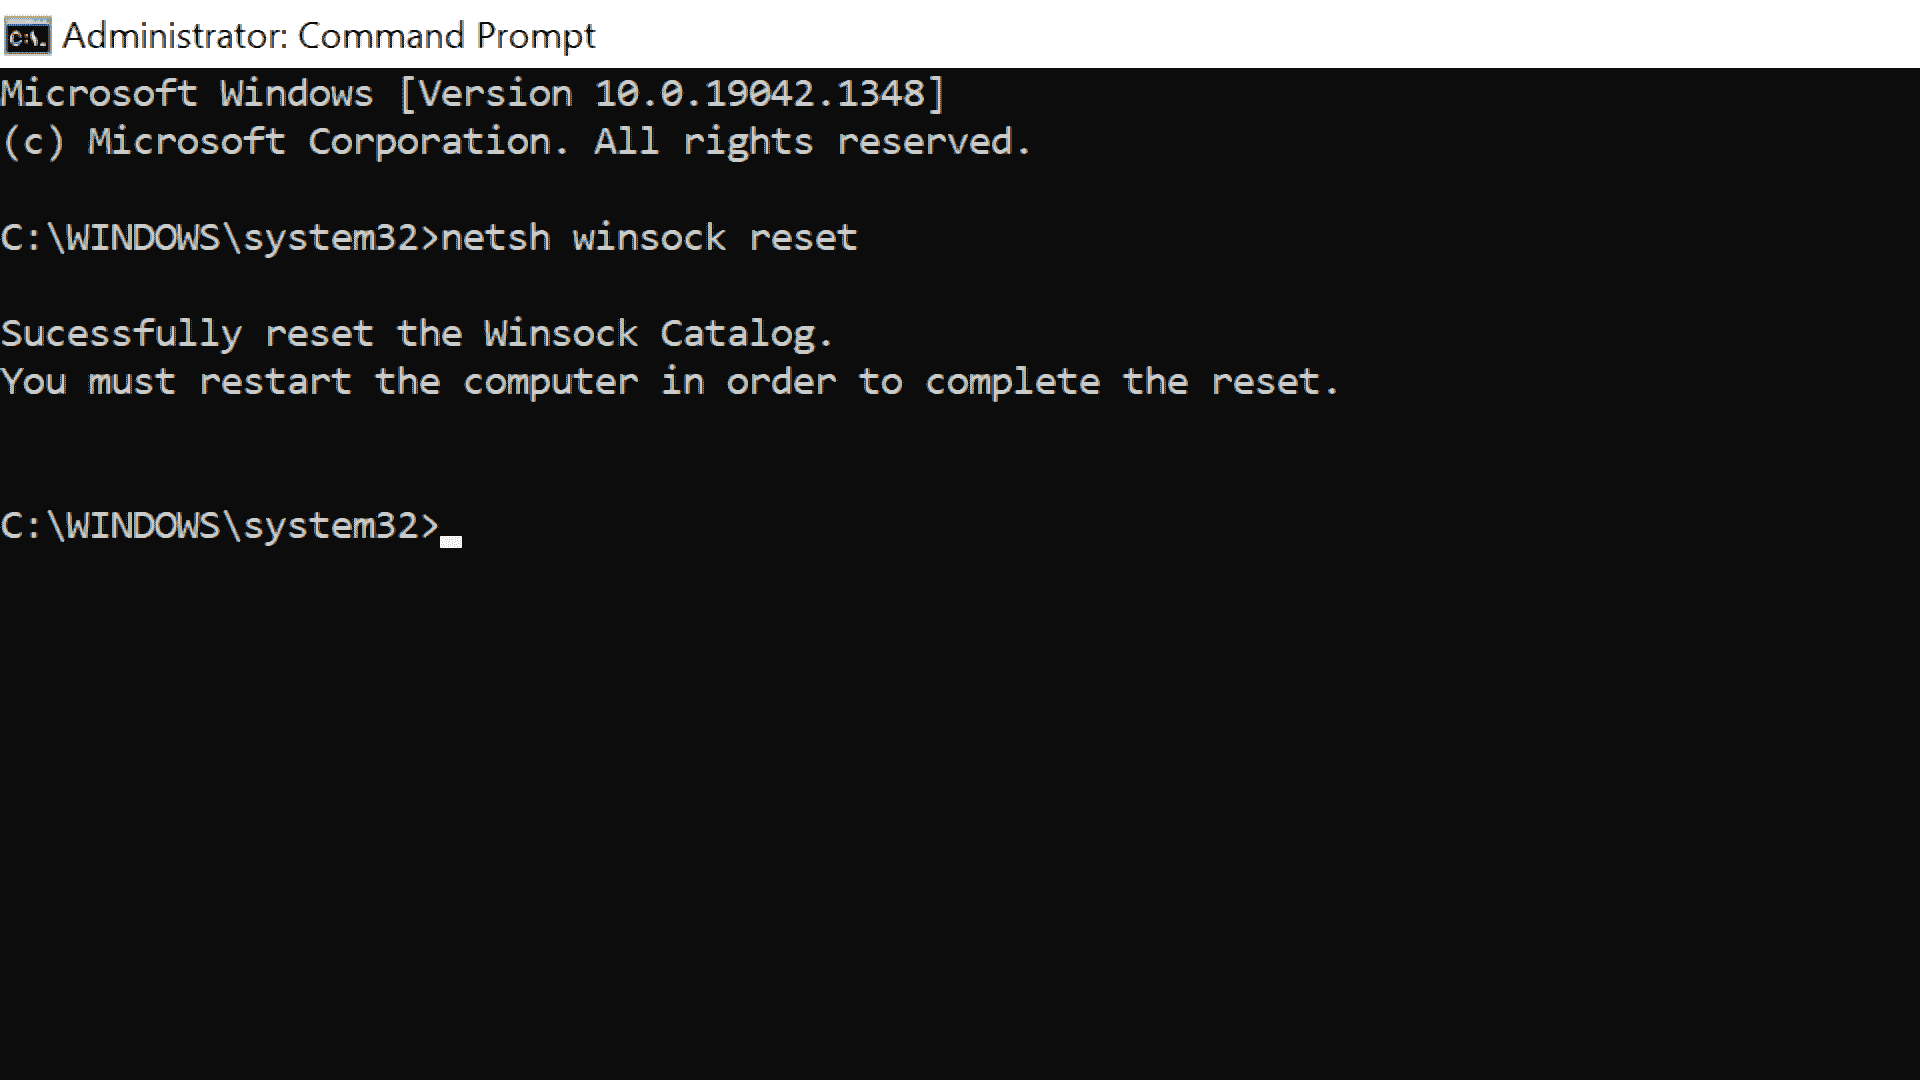 Administrator: Command Prompt
Microsoft Windows [Version 10.0.19042.1348]
(c) Microsoft Corporation. All rights reserved.
C:\WINDOWS\system32>netsh winsock reset
Sucessfully reset the Winsock Catalog.
You must restart the computer in order to complete the reset.
C:\WINDOWS\system32>